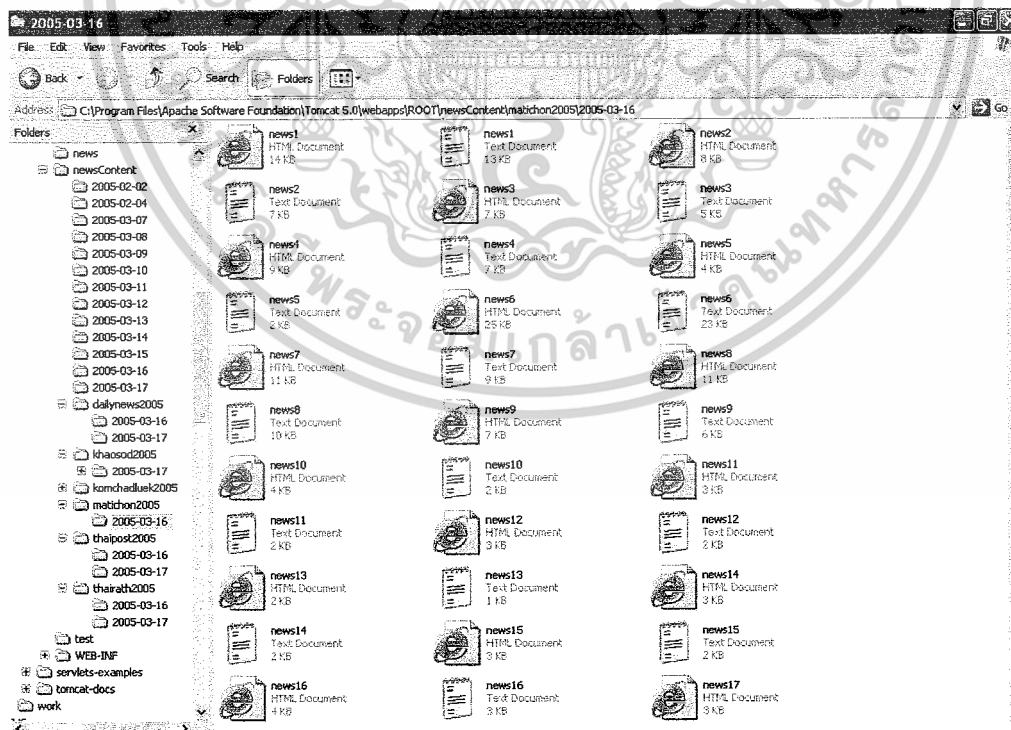 2005-03-16
File Edit View Favorites Tools Help
Back Search Folders
Address C:\Program Files\Apache Software Foundation\Tomcat 5.0\webapps\ROOT\newsContent\matichon2005\2005-03-16 Go
Folders
news
newsContent
2005-02-02
2005-02-04
2005-03-07
2005-03-08
2005-03-09
2005-03-10
2005-03-11
2005-03-12
2005-03-13
2005-03-14
2005-03-15
2005-03-16
2005-03-17
dailynews2005
2005-03-16
2005-03-17
khaosod2005
2005-03-17
komchadluek2005
matichon2005
2005-03-16
thaipost2005
2005-03-16
2005-03-17
thairath2005
2005-03-16
2005-03-17
test
WEB-INF
servlets-examples
tomcat-docs
work
news1
HTML Document
14 KB
news1
Text Document
13 KB
news2
HTML Document
8 KB
news2
Text Document
7 KB
news3
HTML Document
7 KB
news3
Text Document
5 KB
news4
HTML Document
9 KB
news4
Text Document
7 KB
news5
HTML Document
4 KB
news5
Text Document
2 KB
news6
HTML Document
25 KB
news6
Text Document
23 KB
news7
HTML Document
11 KB
news7
Text Document
9 KB
news8
HTML Document
11 KB
news8
Text Document
10 KB
news9
HTML Document
7 KB
news9
Text Document
6 KB
news10
HTML Document
4 KB
news10
Text Document
2 KB
news11
HTML Document
3 KB
news11
Text Document
2 KB
news12
HTML Document
3 KB
news12
Text Document
2 KB
news13
HTML Document
2 KB
news13
Text Document
1 KB
news14
HTML Document
3 KB
news14
Text Document
2 KB
news15
HTML Document
3 KB
news15
Text Document
2 KB
news16
HTML Document
4 KB
news16
Text Document
3 KB
news17
HTML Document
3 KB